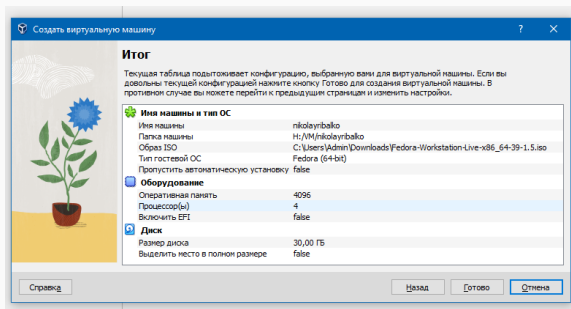 Создать виртуальную машину
Итог
Текущая таблица подытоживает конфигурацию, выбранную вами для виртуальной машины. Если вы
довольны текущей конфигурацией нажмите кнопку Готово для создания виртуальной машины. В
противном случае вы можете перейти к предыдущим страницам и изменить настройки.
Имя машины и тип ОС
Имя машины nikolayribalko
Папка машины H:/VM/nikolayribalko
Образ ISO C:\Users\Admin\Downloads\Fedora-Workstation-Live-x86_64-39-1.5.iso
Тип гостевой ОС Fedora (64-bit)
Пропустить автоматическую установку false
Оборудование
Оперативная память 4096
Процессор(ы) 4
Включить EFI false
Диск
Размер диска 30,00 ГБ
Выделить место в полном размере false
Справка Назад Готово Отмена